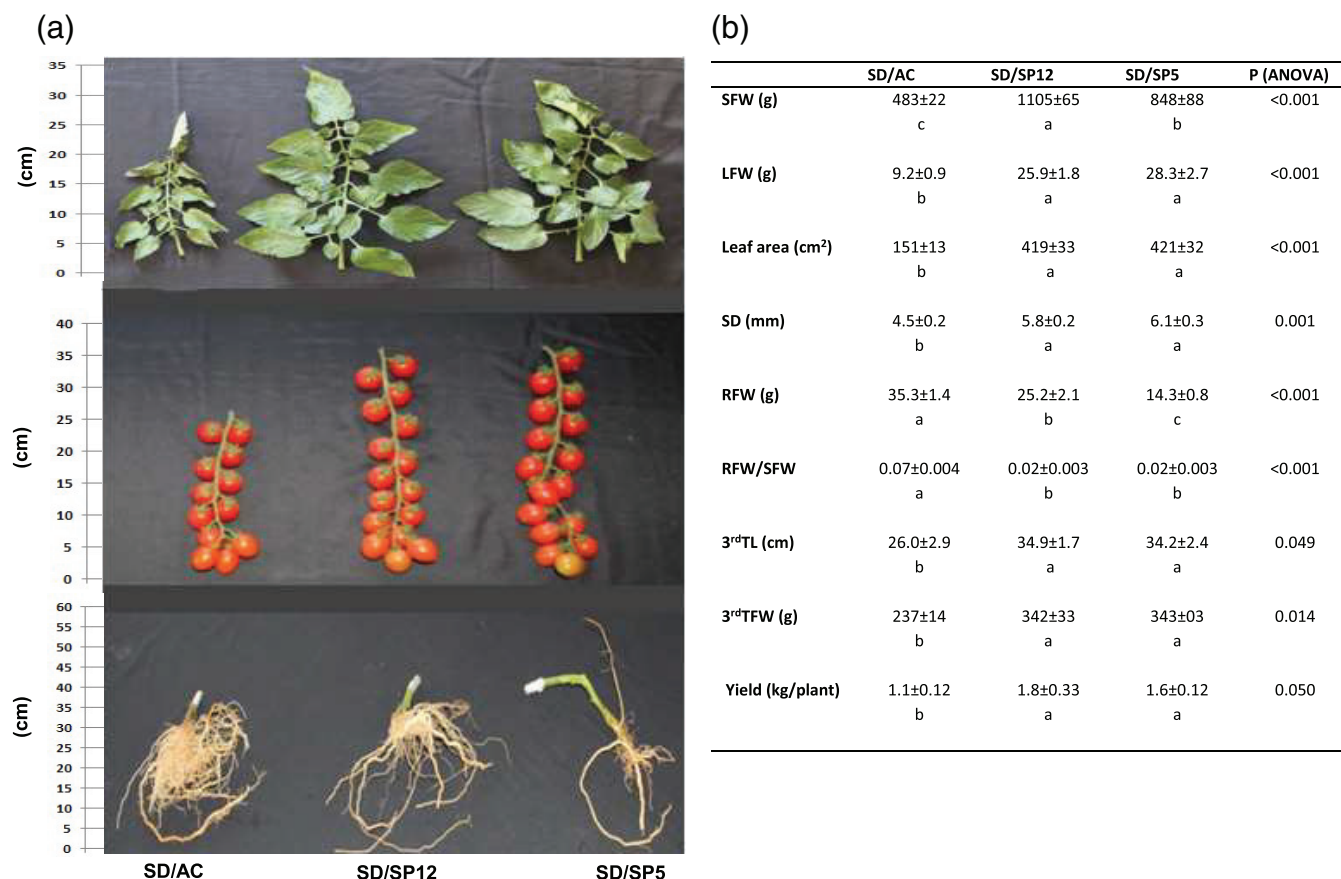 (a)
35
30
25
20
15
10
5
0
(cm)
40
35
30
25
20
15
10
5
0
(cm)
60
55
50
45
40
35
30
25
20
15
10
5
0
(cm)
SD/AC SD/SP12 SD/SP5
(b)
SD/AC SD/SP12 SD/SP5 P (ANOVA)
SFW (g) 483±22 1105±65 848±88 <0.001
c a b
LFW (g) 9.2±0.9 25.9±1.8 28.3±2.7 <0.001
b a a
Leaf area (cm²) 151±13 419±33 421±32 <0.001
b a a
SD (mm) 4.5±0.2 5.8±0.2 6.1±0.3 0.001
b a a
RFW (g) 35.3±1.4 25.2±2.1 14.3±0.8 <0.001
a b c
RFW/SFW 0.07±0.004 0.02±0.003 0.02±0.003 <0.001
a b b
3ʳᵈTL (cm) 26.0±2.9 34.9±1.7 34.2±2.4 0.049
b a a
3ʳᵈTFW (g) 237±14 342±33 343±03 0.014
b a a
Yield (kg/plant) 1.1±0.12 1.8±0.33 1.6±0.12 0.050
b a a